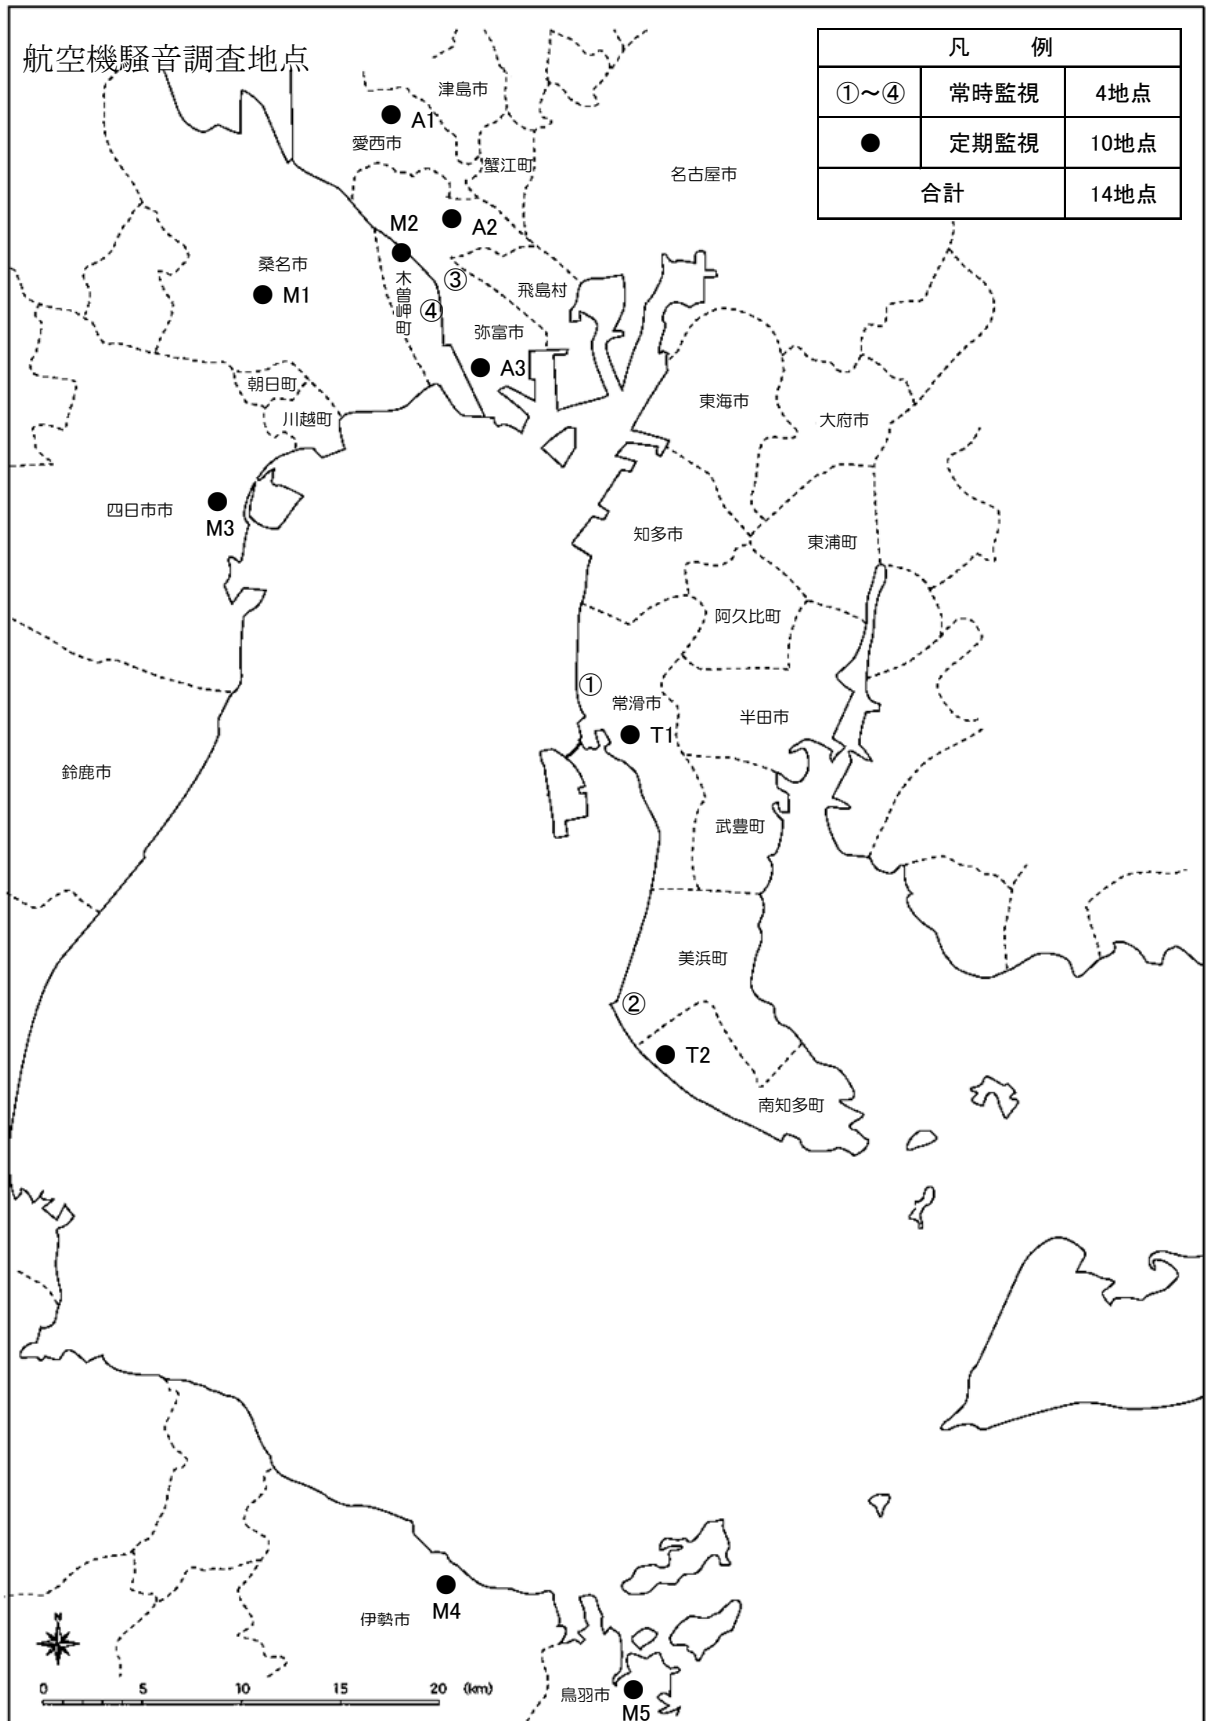 航空機騒音調査地点
凡 例
①～④ 常時監視 4地点
● 定期監視 10地点
合計 14地点
津島市
A1
愛西市
蟹江町
名古屋市
M2
A2
桑名市
木曽岬町
③
飛島村
M1
④
弥富市
A3
朝日町
川越町
東海市
大府市
四日市市
M3
知多市
東浦町
阿久比町
①
常滑市
T1
半田市
鈴鹿市
武豊町
美浜町
②
T2
南知多町
M4
伊勢市
N
0 5 10 15 20 (km)
鳥羽市
M5